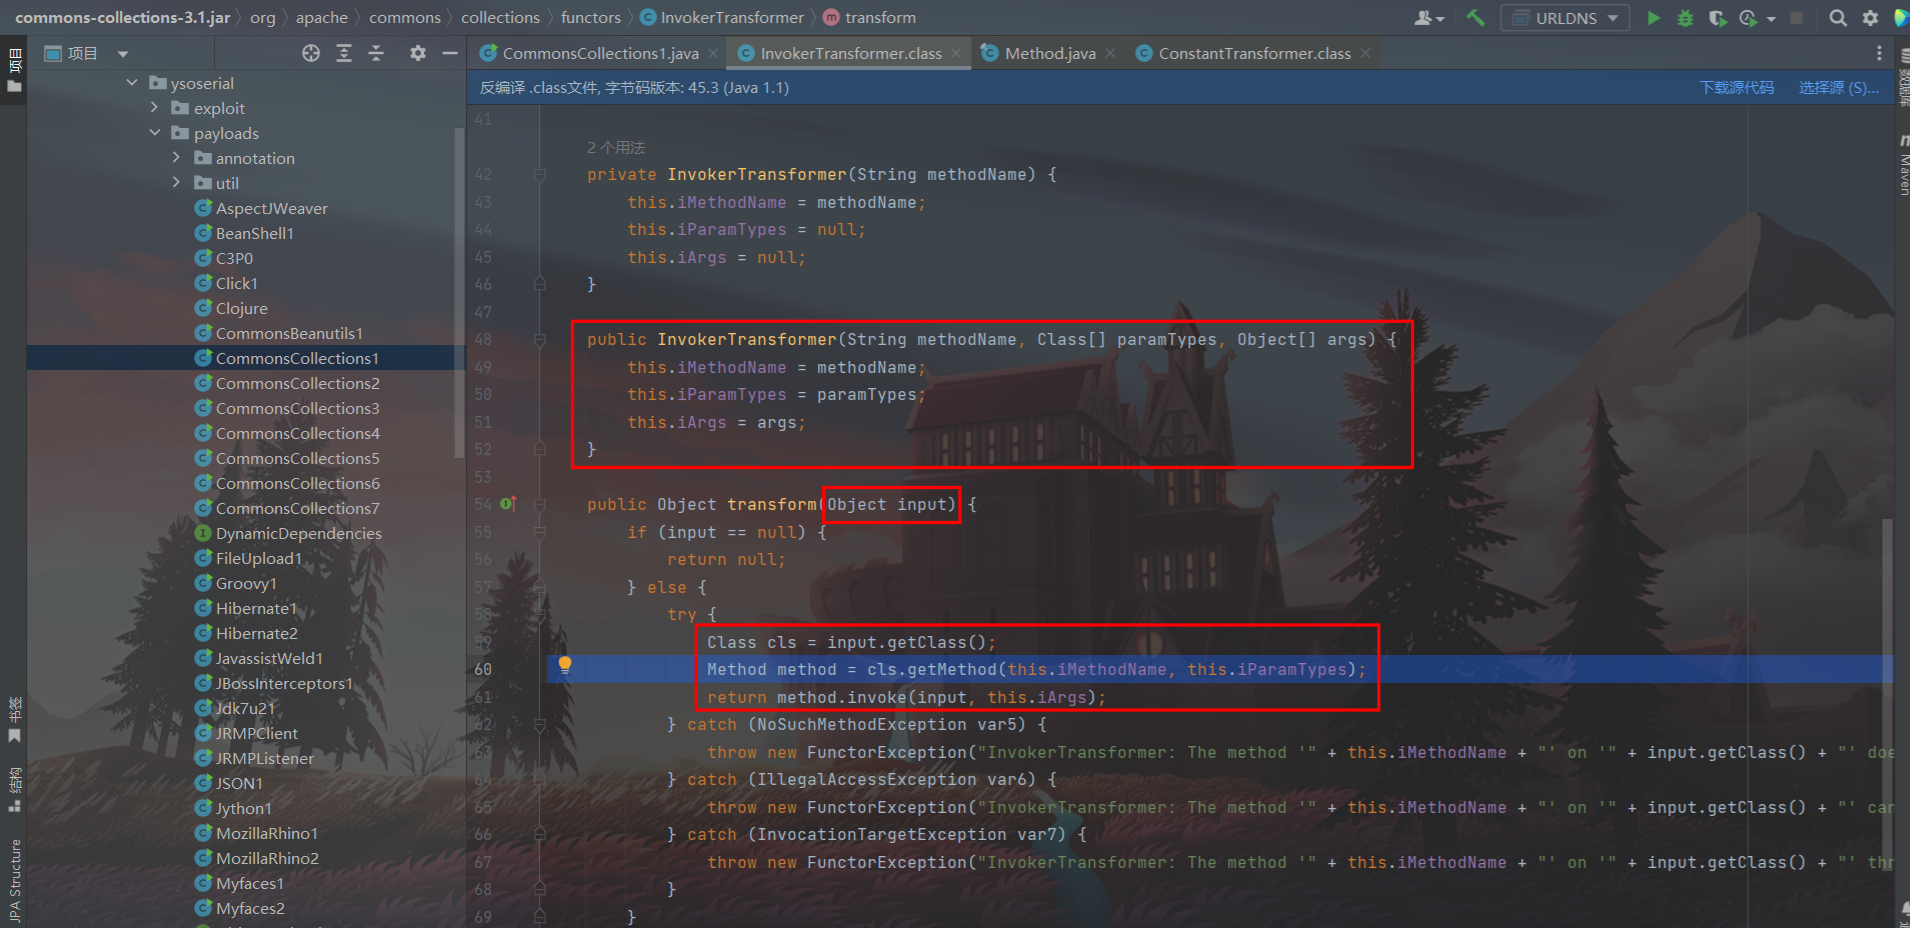 commons-collections-3.1.jar 〉 org 〉 apache 〉 commons 〉 collections 〉 functors 〉 InvokerTransformer 〉 transform
URLDNS
项目
CommonsCollections1.java
InvokerTransformer.class
Method.java
ConstantTransformer.class
反编译 .class文件, 字节码版本: 45.3 (Java 1.1)
下载源代码
选择源 (S)...
项目
书签
结构
JPA Structure
数据库
Maven
ysoserial
exploit
payloads
annotation
util
AspectJWeaver
BeanShell1
C3P0
Click1
Clojure
CommonsBeanutils1
CommonsCollections1
CommonsCollections2
CommonsCollections3
CommonsCollections4
CommonsCollections5
CommonsCollections6
CommonsCollections7
DynamicDependencies
FileUpload1
Groovy1
Hibernate1
Hibernate2
JavassistWeld1
JBossInterceptors1
Jdk7u21
JRMPClient
JRMPListener
JSON1
Jython1
MozillaRhino1
MozillaRhino2
Myfaces1
Myfaces2
41
2 个用法
42 private InvokerTransformer(String methodName) {
43 this.iMethodName = methodName;
44 this.iParamTypes = null;
45 this.iArgs = null;
46 }
47
48 public InvokerTransformer(String methodName, Class[] paramTypes, Object[] args) {
49 this.iMethodName = methodName;
50 this.iParamTypes = paramTypes;
51 this.iArgs = args;
52 }
53
54 public Object transform(Object input) {
55 if (input == null) {
56 return null;
57 } else {
58 try {
59 Class cls = input.getClass();
60 Method method = cls.getMethod(this.iMethodName, this.iParamTypes);
61 return method.invoke(input, this.iArgs);
62 } catch (NoSuchMethodException var5) {
63 throw new FunctorException("InvokerTransformer: The method '" + this.iMethodName + "' on '" + input.getClass() + "' doe
64 } catch (IllegalAccessException var6) {
65 throw new FunctorException("InvokerTransformer: The method '" + this.iMethodName + "' on '" + input.getClass() + "' can
66 } catch (InvocationTargetException var7) {
67 throw new FunctorException("InvokerTransformer: The method '" + this.iMethodName + "' on '" + input.getClass() + "' thr
68 }
69 }